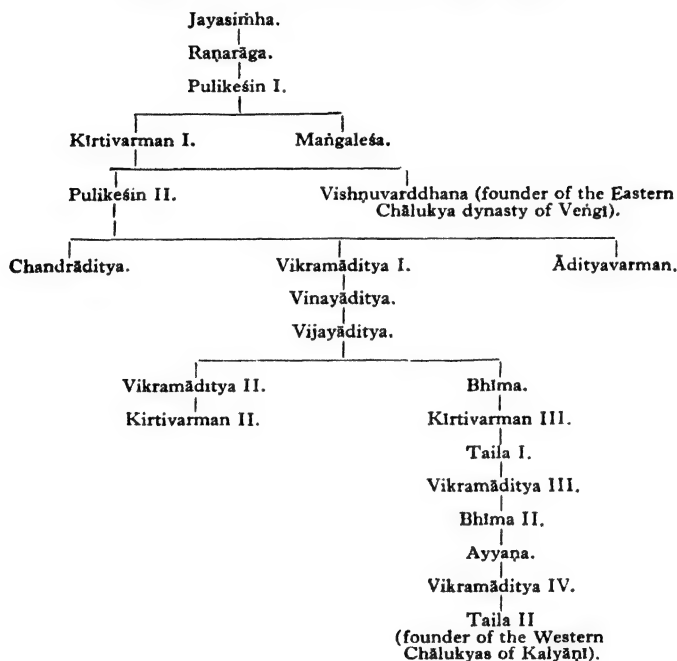 Jayasiṁha.
Raṇarāga.
Pulikeśin I.
Kīrtivarman I. Maṅgaleśa.
Pulikeśin II. Vishṇuvarddhana (founder of the Eastern
Chālukya dynasty of Veṅgī).
Chandrāditya. Vikramāditya I. Ādityavarman.
Vinayāditya.
Vijayāditya.
Vikramāditya II. Bhīma.
Kīrtivarman II. Kīrtivarman III.
Taila I.
Vikramāditya III.
Bhīma II.
Ayyaṇa.
Vikramāditya IV.
Taila II
(founder of the Western
Chālukyas of Kalyāṇī).